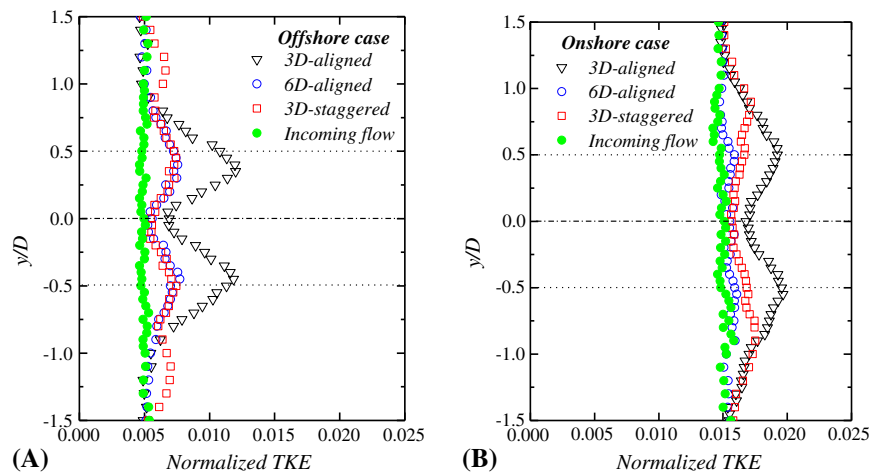 Offshore case
3D-aligned
6D-aligned
3D-staggered
Incoming flow
1.5
1.0
0.5
0.0
-0.5
-1.0
-1.5
y/D
0.000 0.005 0.010 0.015 0.020 0.025
(A) Normalized TKE
Onshore case
3D-aligned
6D-aligned
3D-staggered
Incoming flow
1.5
1.0
0.5
0.0
-0.5
-1.0
-1.5
y/D
0.000 0.005 0.010 0.015 0.020 0.025
(B) Normalized TKE